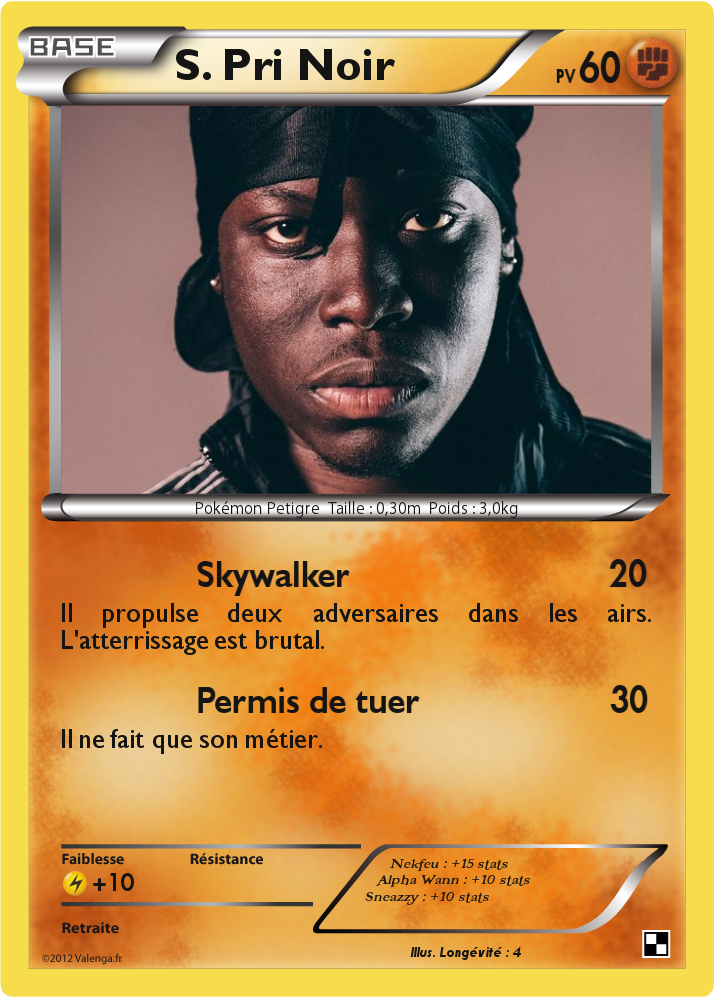 BASE
S. Pri Noir
PV 60
Pokémon Petigre Taille : 0,30m Poids : 3,0kg
Skywalker 20
Il propulse deux adversaires dans les airs.
L'atterrissage est brutal.
Permis de tuer 30
Il ne fait que son métier.
Faiblesse Résistance
+10
Nekfeu : +15 stats
Alpha Wann : +10 stats
Sneazzy : +10 stats
Retraite
Illus. Longévité : 4
©2012 Valenga.fr